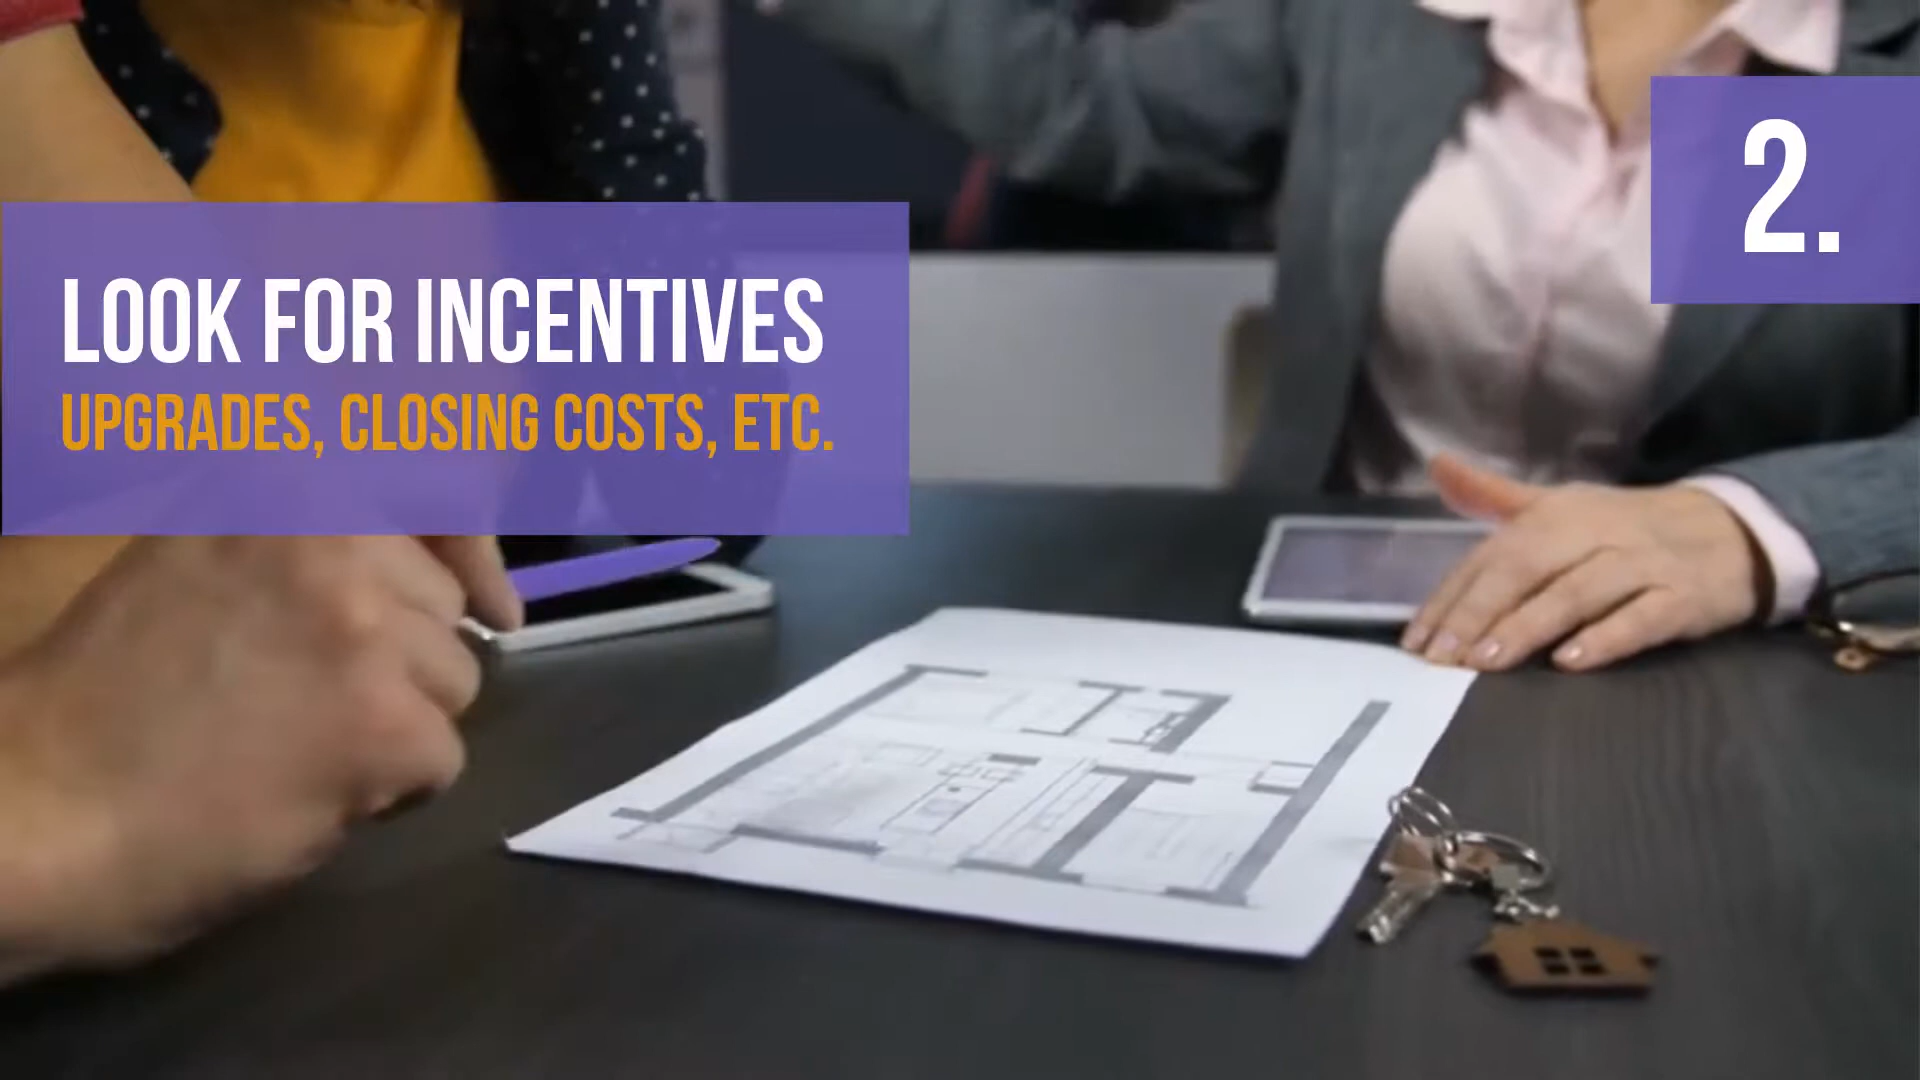 2.
LOOK FOR INCENTIVES
UPGRADES, CLOSING COSTS, ETC.